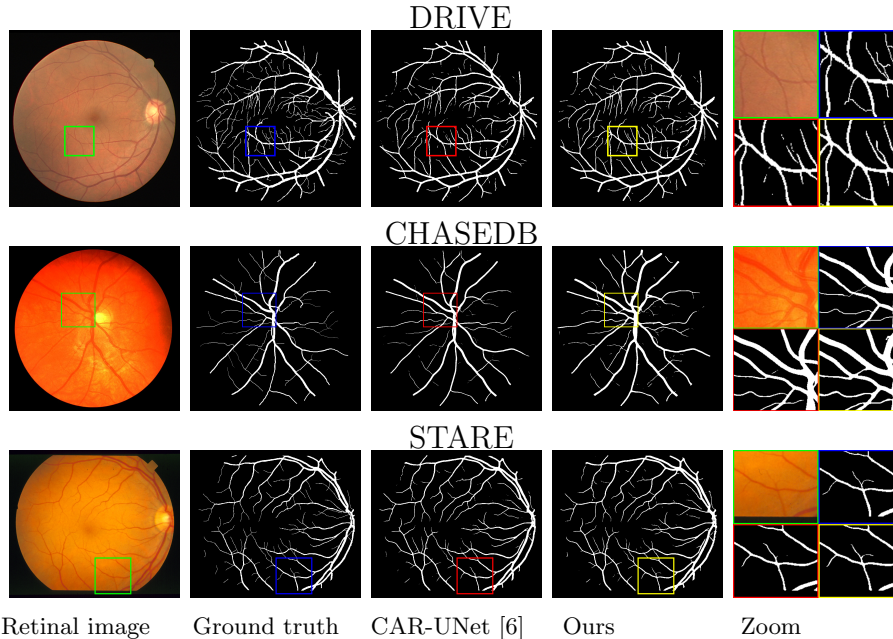 DRIVE
CHASEDB
STARE
Retinal image Ground truth CAR-UNet [6] Ours Zoom